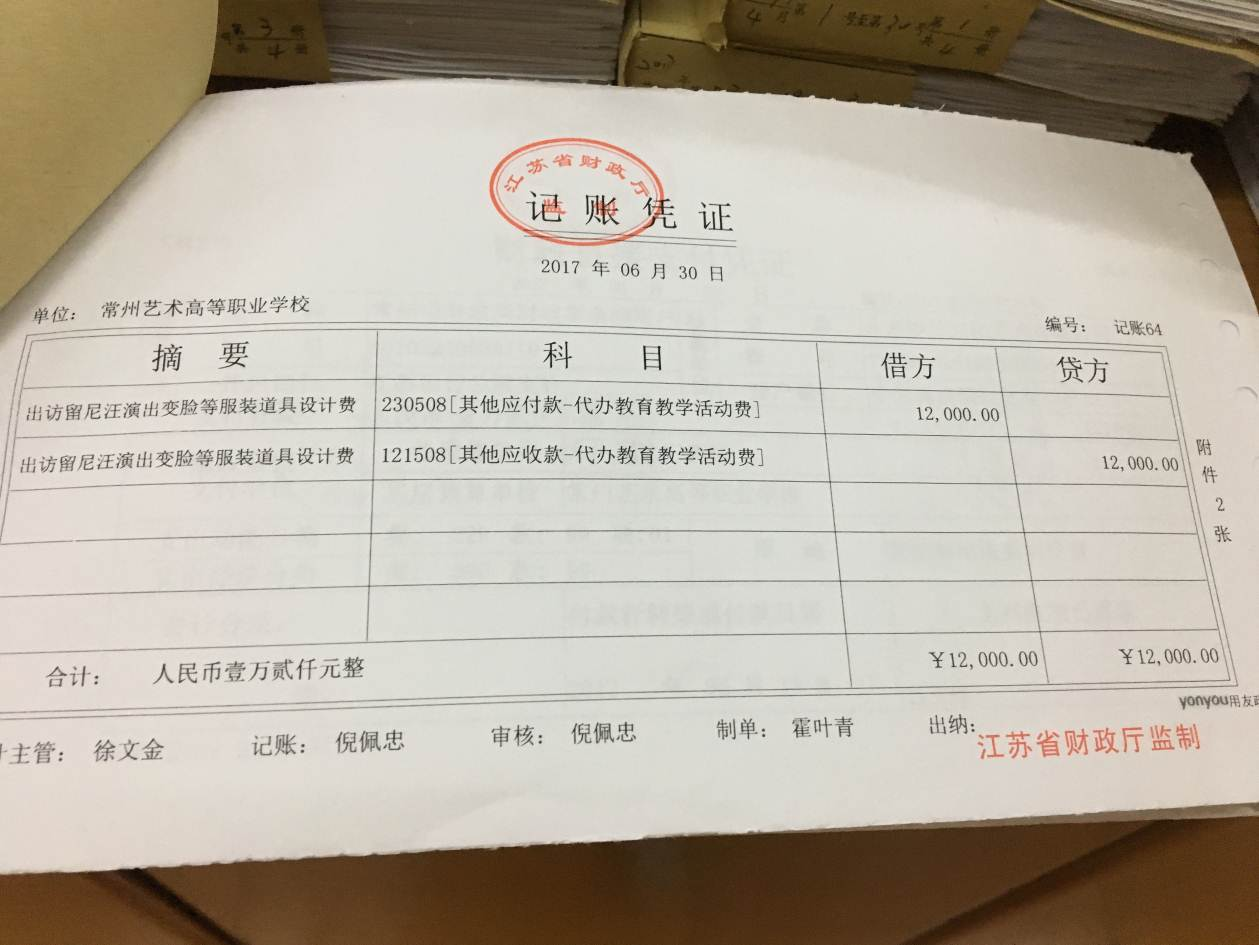 江苏省财政厅
监制
记账凭证
2017 年 06 月 30 日
单位: 常州艺术高等职业学校
编号: 记账64
摘 要 科 目 借方 贷方
出访留尼汪演出变脸等服装道具设计费 230508[其他应付款-代办教育教学活动费] 12,000.00
出访留尼汪演出变脸等服装道具设计费 121508[其他应收款-代办教育教学活动费] 12,000.00
附件 2 张
合计: 人民币壹万贰仟元整 ¥12,000.00 ¥12,000.00
yonyou用友政
计主管: 徐文金 记账: 倪佩忠 审核: 倪佩忠 制单: 霍叶青 出纳:
江苏省财政厅监制